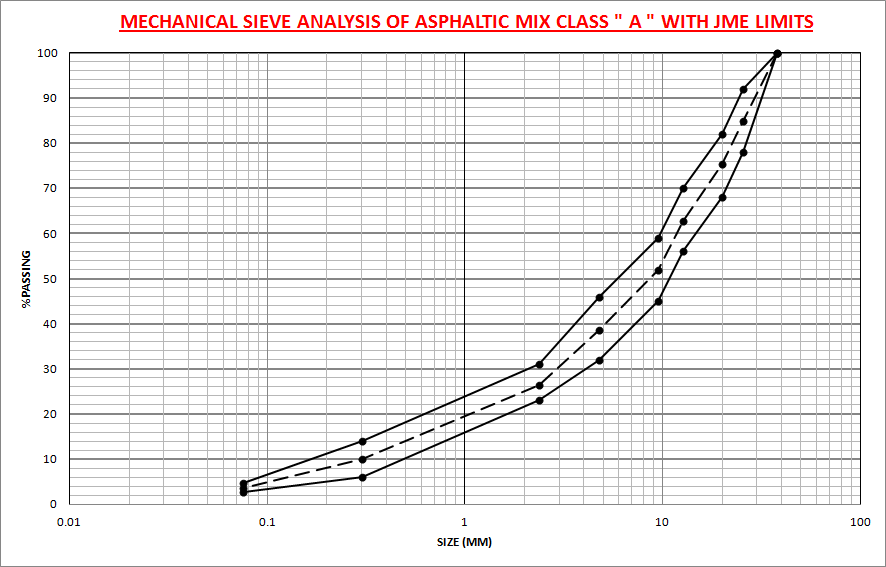 MECHANICAL SIEVE ANALYSIS OF ASPHALTIC MIX CLASS " A " WITH JME LIMITS
100
90
80
70
60
50
40
30
20
10
0
%PASSING
0.01 0.1 1 10 100
SIZE (MM)